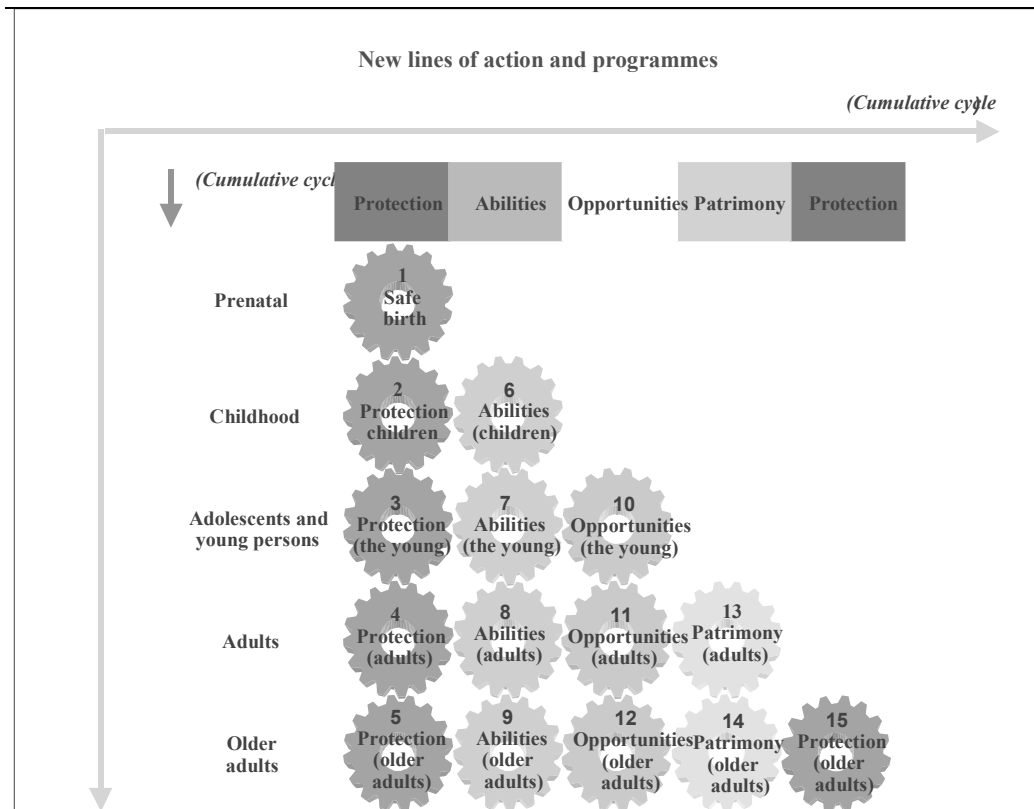 New lines of action and programmes
(Cumulative cycle)
(Cumulative cycl
Protection Abilities Opportunities Patrimony Protection
Prenatal
1
Safe
birth
Childhood
2
Protection
children
6
Abilities
(children)
Adolescents and
young persons
3
Protection
(the young)
7
Abilities
(the young)
10
Opportunities
(the young)
Adults
4
Protection
(adults)
8
Abilities
(adults)
11
Opportunities
(adults)
13
Patrimony
(adults)
Older
adults
5
Protection
(older
adults)
9
Abilities
(older
adults)
12
Opportunities
(older
adults)
14
Patrimony
(older
adults)
15
Protection
(older
adults)